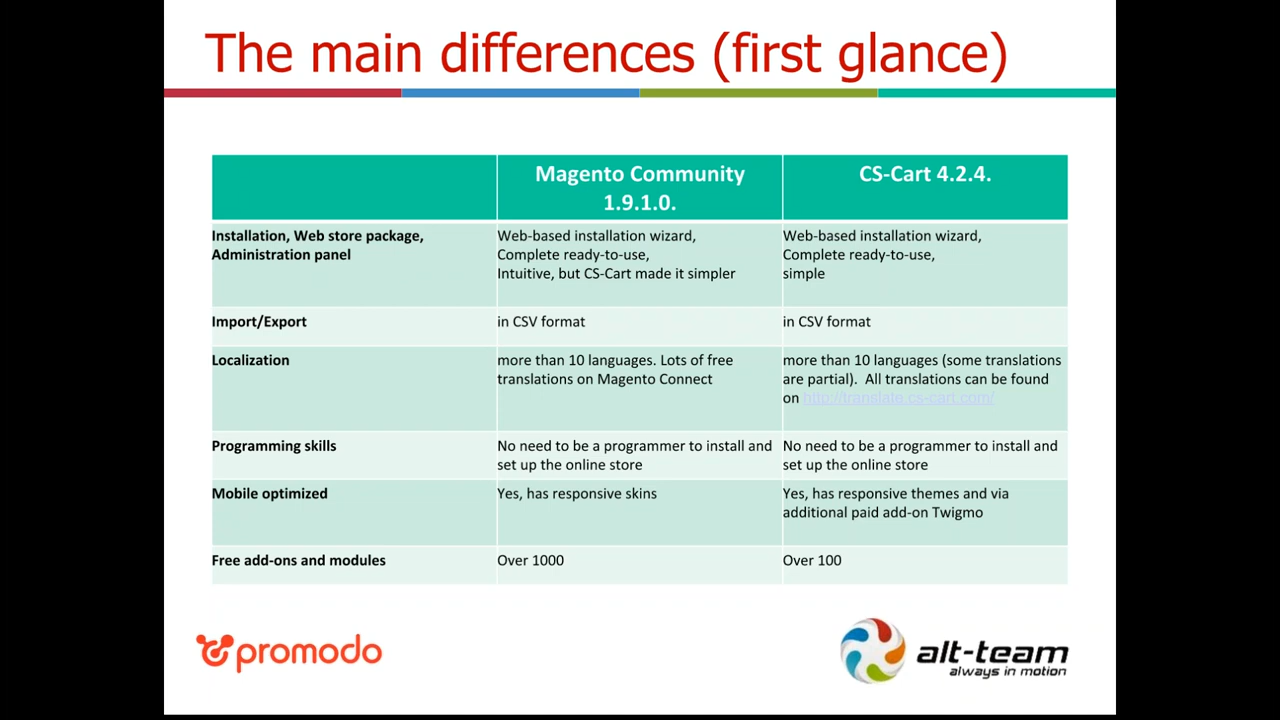 The main differences (first glance)
Magento Community
1.9.1.0.
CS-Cart 4.2.4.
Installation, Web store package,
Administration panel
Web-based installation wizard,
Complete ready-to-use,
Intuitive, but CS-Cart made it simpler
Web-based installation wizard,
Complete ready-to-use,
simple
Import/Export
in CSV format
in CSV format
Localization
more than 10 languages. Lots of free
translations on Magento Connect
more than 10 languages (some translations
are partial).  All translations can be found
on http://translate.cs-cart.com/
Programming skills
No need to be a programmer to install and
set up the online store
No need to be a programmer to install and
set up the online store
Mobile optimized
Yes, has responsive skins
Yes, has responsive themes and via
additional paid add-on Twigmo
Free add-ons and modules
Over 1000
Over 100
promodo
alt-team
always in motion